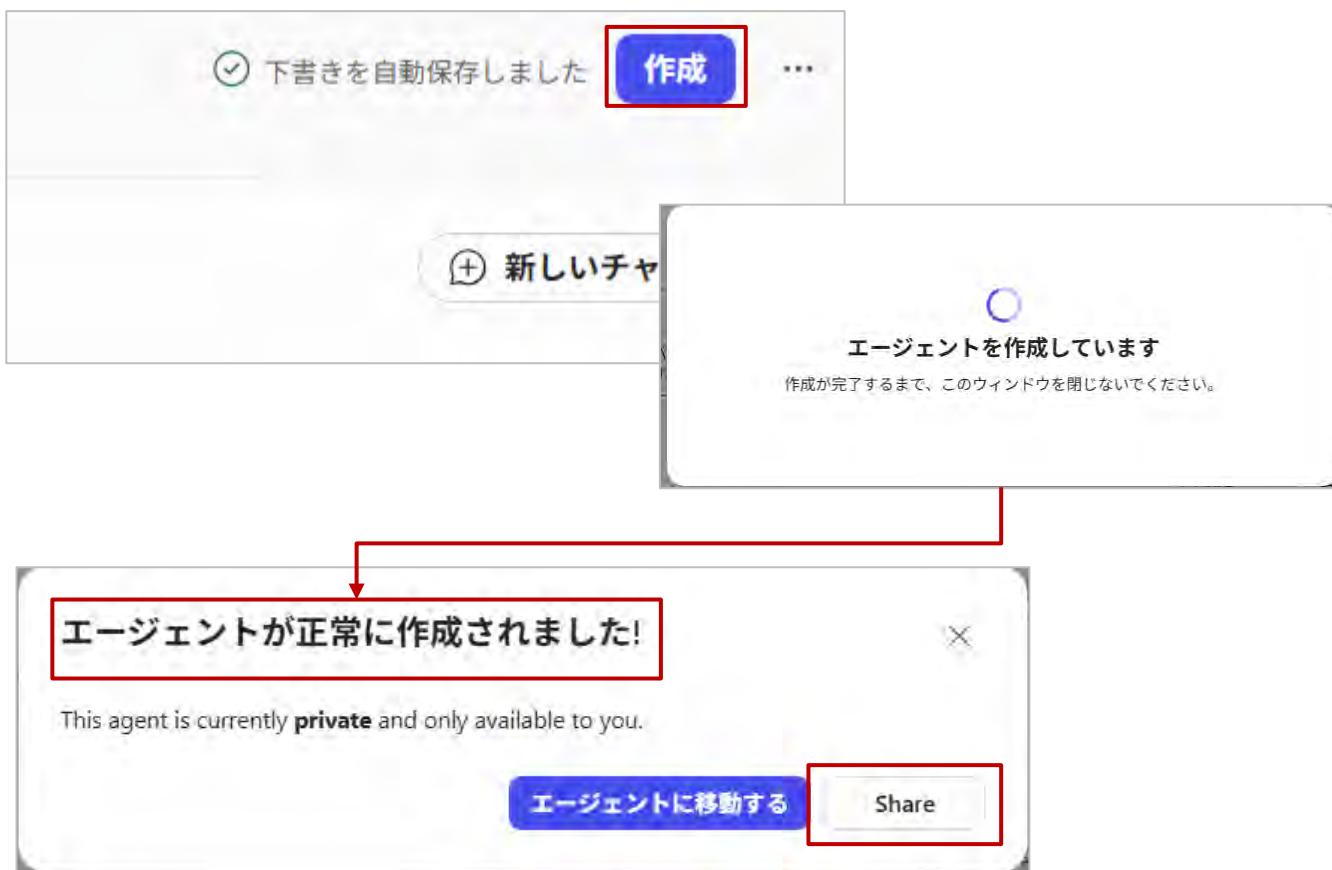 下書きを自動保存しました
作成
新しいチャ
エージェントを作成しています
作成が完了するまで、このウィンドウを閉じないでください。
エージェントが正常に作成されました!
This agent is currently private and only available to you.
エージェントに移動する
Share